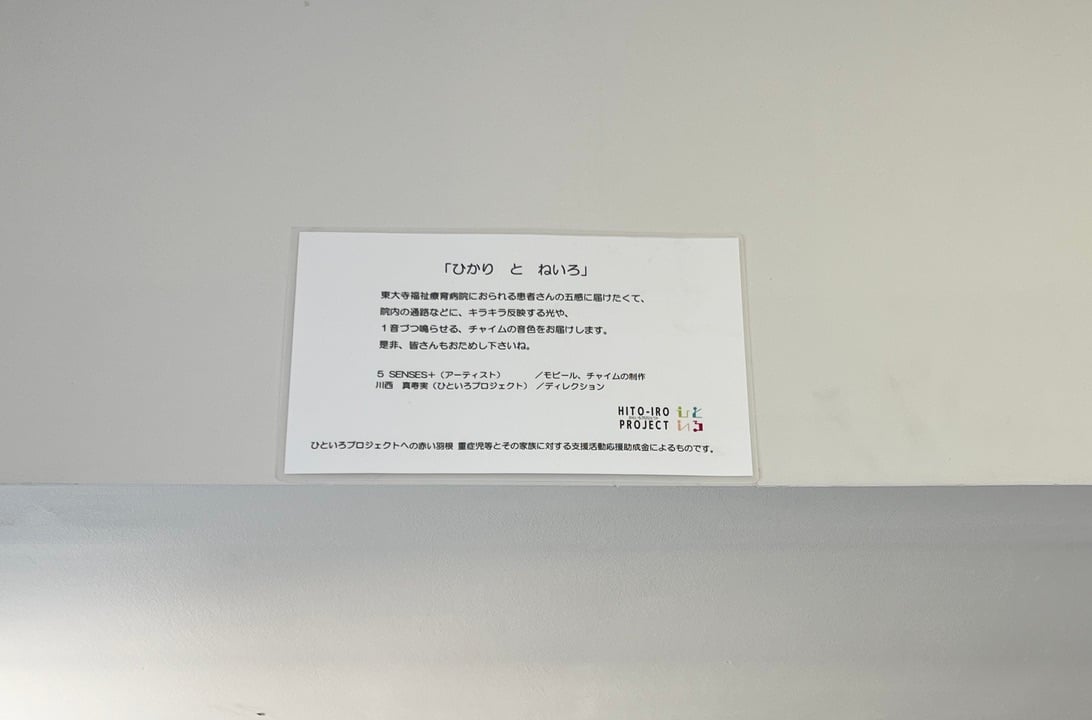 「ひかり　と　ねいろ」
東大寺福祉療育病院におられる患者さんの五感に届けたくて、
院内の通路などに、キラキラ反映する光や、
１音づつ鳴らせる、チャイムの音色をお届けします。
是非、皆さんもおためし下さいね。
５ SENSES＋（アーティスト）　　　／モビール、チャイムの制作
川西　真寿実（ひといろプロジェクト）／ディレクション
HITO-IRO
PROJECT
ひと
いろ
ひといろプロジェクトへの赤い羽根 重症児等とその家族に対する支援活動応援助成金によるものです。